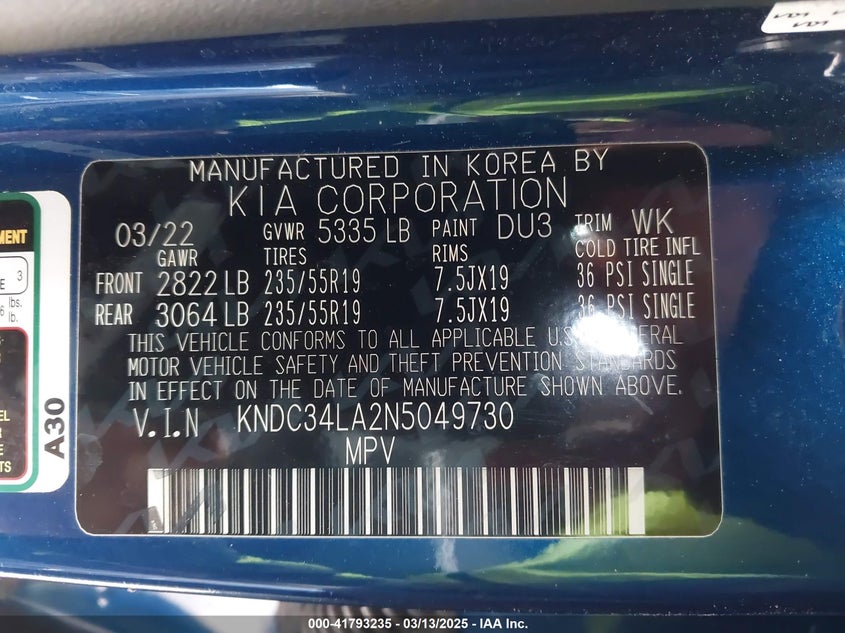 MANUFACTURED IN KOREA BY
KIA CORPORATION
03/22 GVWR 5335 LB PAINT DU3 TRIM WK
GAWR TIRES RIMS COLD TIRE INFL
FRONT 2822 LB 235/55R19 7.5JX19 36 PSI SINGLE
REAR 3064 LB 235/55R19 7.5JX19 36 PSI SINGLE
THIS VEHICLE CONFORMS TO ALL APPLICABLE U.S. FEDERAL
MOTOR VEHICLE SAFETY AND THEFT PREVENTION STANDARDS
IN EFFECT ON THE DATE OF MANUFACTURE SHOWN ABOVE.
V.I.N KNDC34LA2N5049730
MPV
A30
3
lbs.
lb.
000-41793235 - 03/13/2025 - IAA Inc.